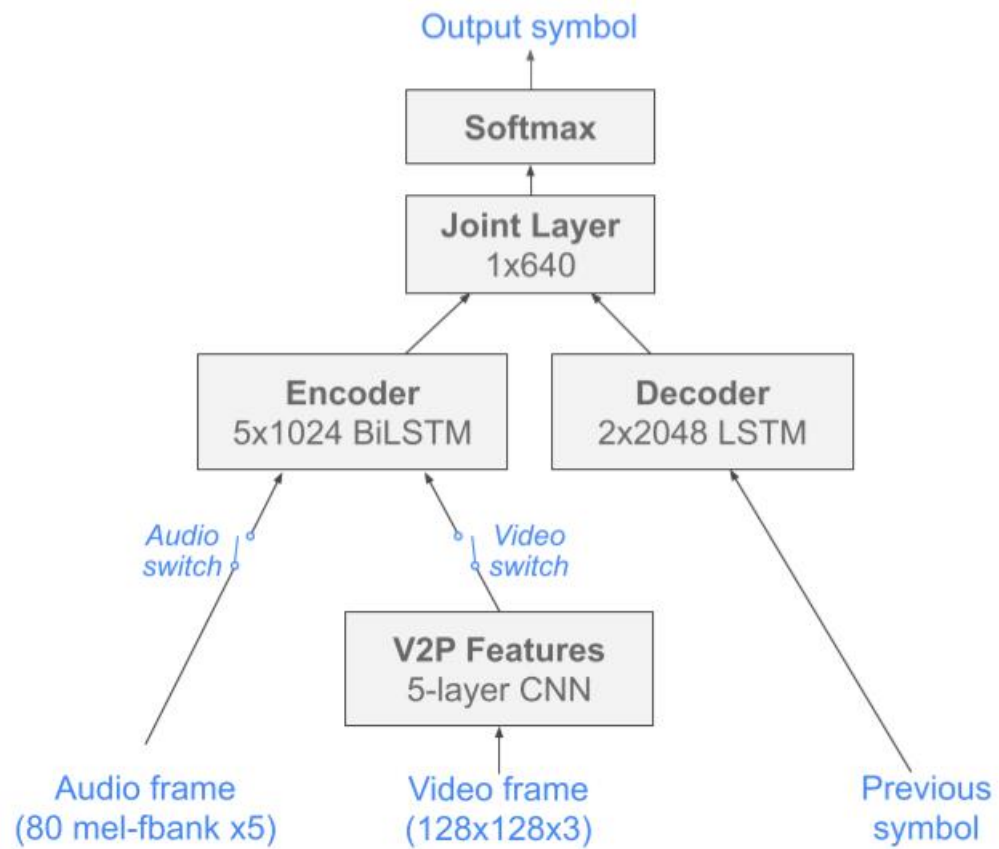 Output symbol
Softmax
Joint Layer
1x640
Encoder
5x1024 BiLSTM
Decoder
2x2048 LSTM
Audio
switch
Video
switch
V2P Features
5-layer CNN
Audio frame
(80 mel-fbank x5)
Video frame
(128x128x3)
Previous
symbol